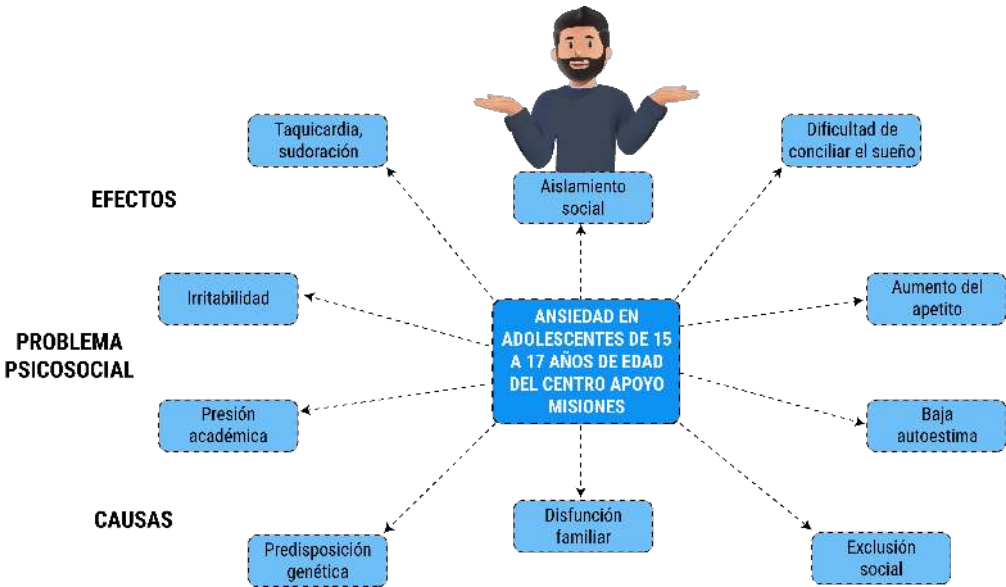 Taquicardia,
sudoración
Dificultad de
conciliar el sueño
Aislamiento
social
EFECTOS
Irritabilidad
Aumento del
apetito
ANSIEDAD EN
ADOLESCENTES DE 15
A 17 AÑOS DE EDAD
DEL CENTRO APOYO
MISIONES
PROBLEMA
PSICOSOCIAL
Presión
académica
Baja
autoestima
CAUSAS
Disfunción
familiar
Predisposición
genética
Exclusión
social